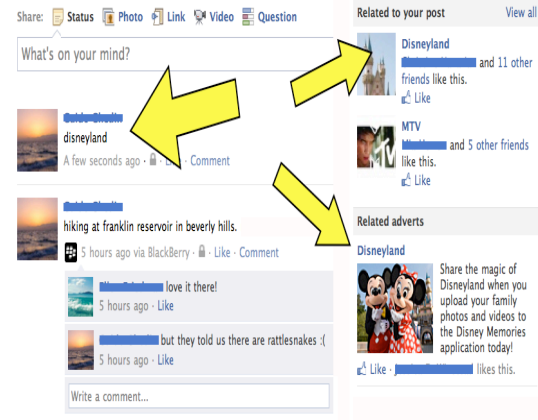 Share: Status Photo Link Video Question
What's on your mind?
disneyland
A few seconds ago · Comment
hiking at franklin reservoir in beverly hills.
5 hours ago via BlackBerry · Like · Comment
love it there!
5 hours ago · Like
but they told us there are rattlesnakes :(
5 hours ago · Like
Write a comment...
Related to your post View all
Disneyland
and 11 other
friends like this.
Like
MTV
and 5 other friends
like this.
Like
Related adverts
Disneyland
Share the magic of
Disneyland when you
upload your family
photos and videos to
the Disney Memories
application today!
Like · likes this.